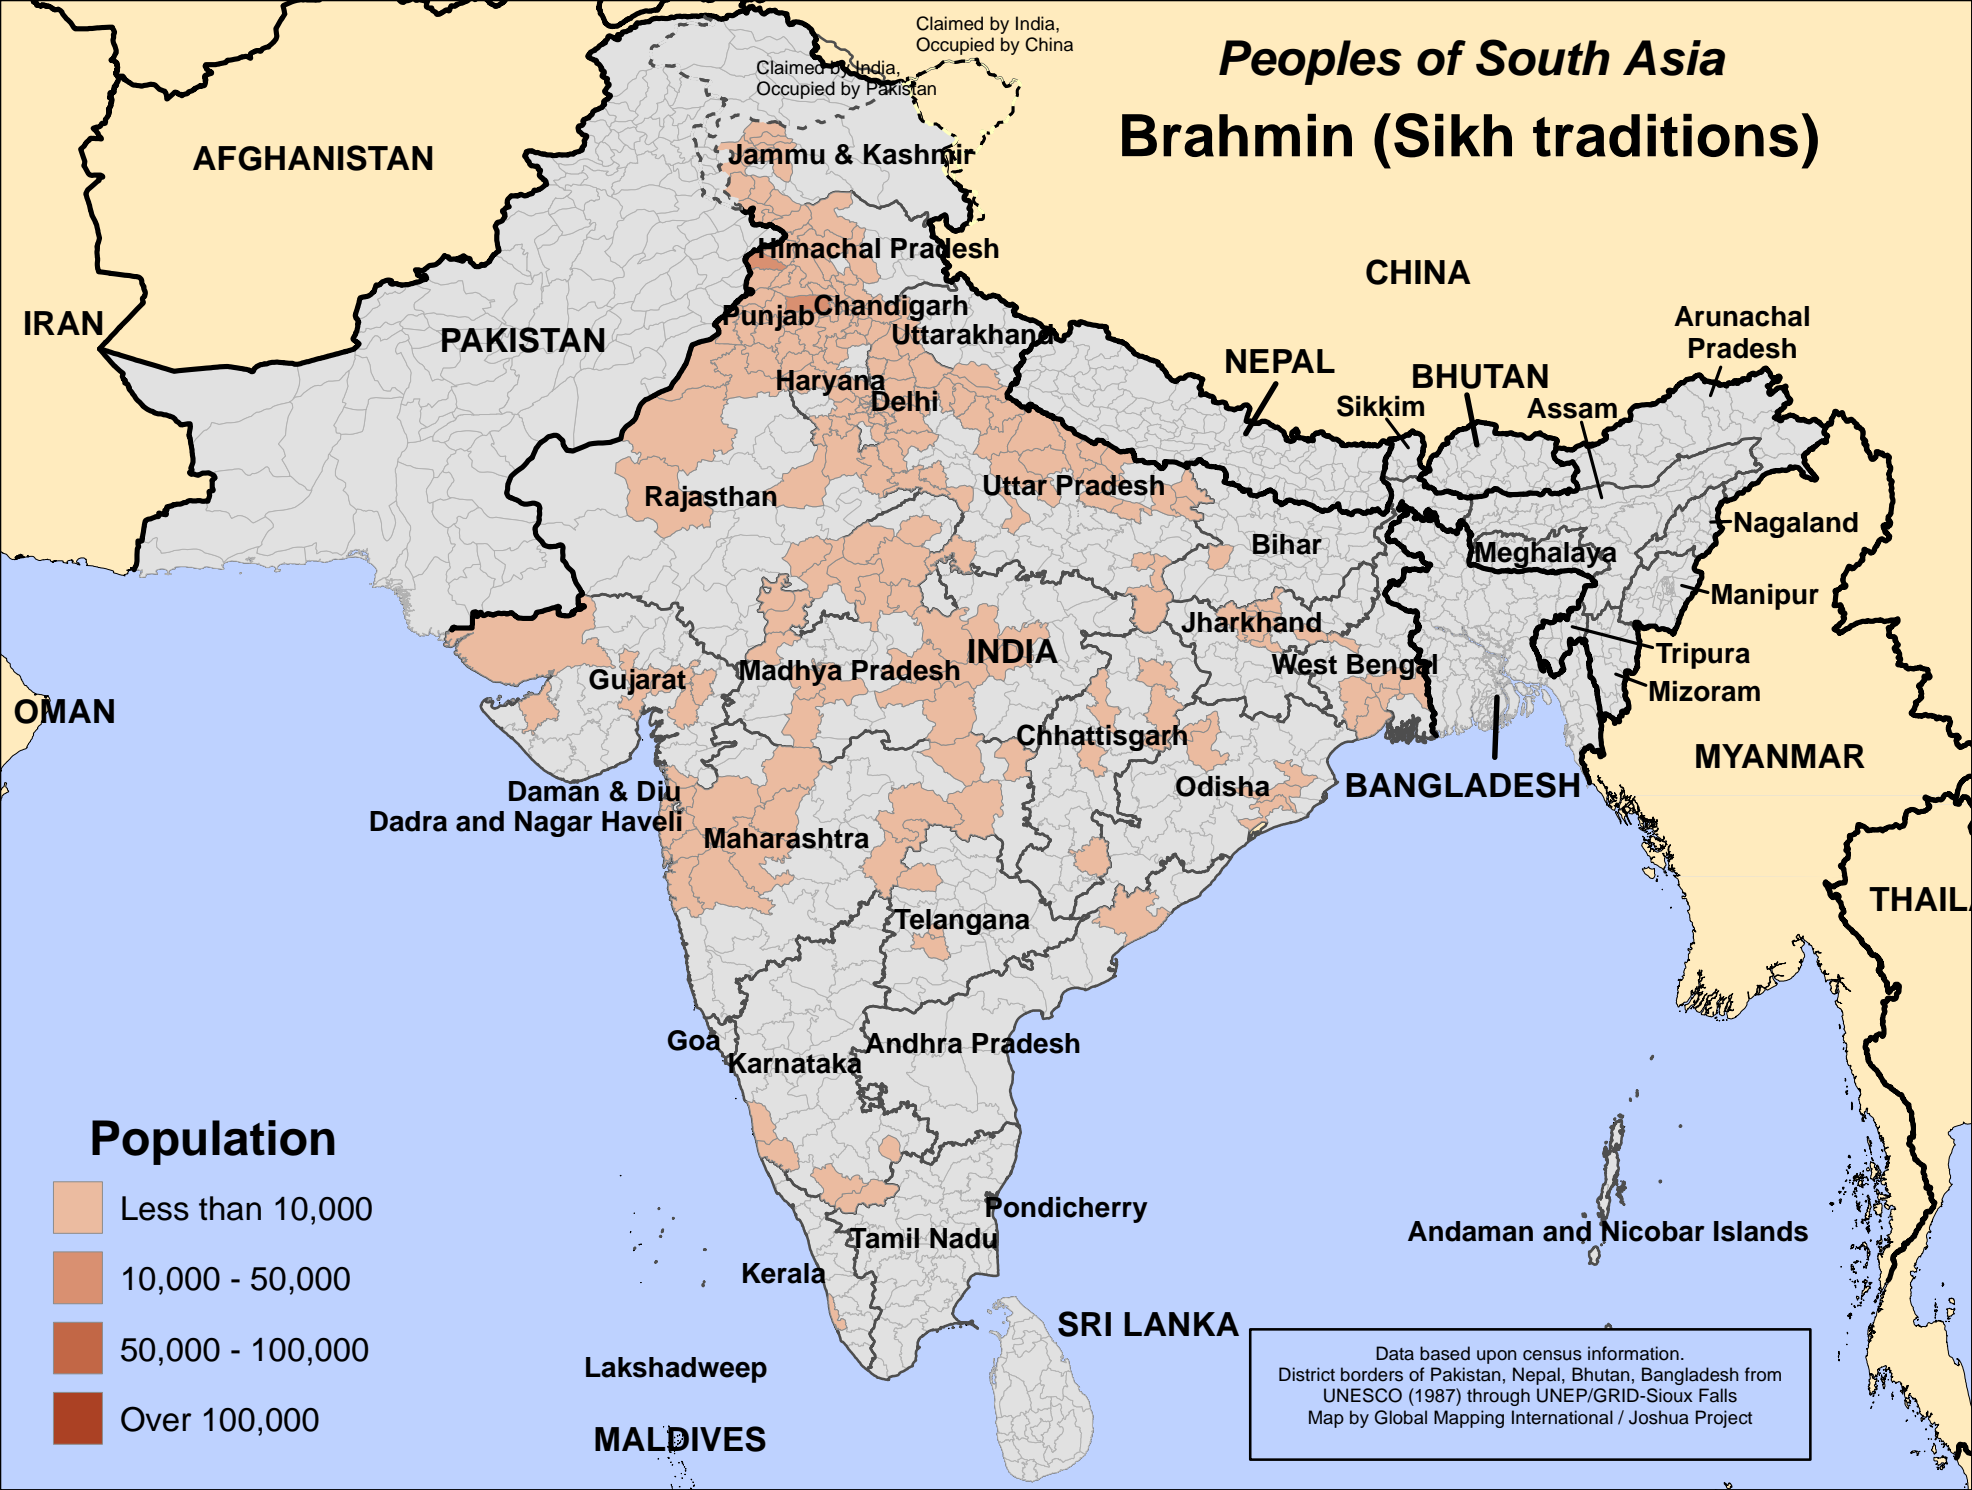 Claimed by India,
Occupied by China
Peoples of South Asia
Brahmin (Sikh traditions)
Claimed by India,
Occupied by Pakistan
AFGHANISTAN
Jammu & Kashmir
Himachal Pradesh
CHINA
IRAN
PAKISTAN
Punjab
Chandigarh
Uttarakhand
Arunachal
Pradesh
NEPAL
BHUTAN
Haryana
Delhi
Sikkim
Assam
Rajasthan
Uttar Pradesh
Nagaland
Bihar
Meghalaya
Manipur
Jharkhand
INDIA
Tripura
Gujarat
Madhya Pradesh
West Bengal
Mizoram
OMAN
Chhattisgarh
MYANMAR
Daman & Diu
Dadra and Nagar Haveli
Odisha
BANGLADESH
Maharashtra
THAIL
Telangana
Goa
Karnataka
Andhra Pradesh
Pondicherry
Andaman and Nicobar Islands
Tamil Nadu
Kerala
SRI LANKA
Lakshadweep
MALDIVES
Population
Less than 10,000
10,000 - 50,000
50,000 - 100,000
Over 100,000
Data based upon census information.
District borders of Pakistan, Nepal, Bhutan, Bangladesh from
UNESCO (1987) through UNEP/GRID-Sioux Falls
Map by Global Mapping International / Joshua Project